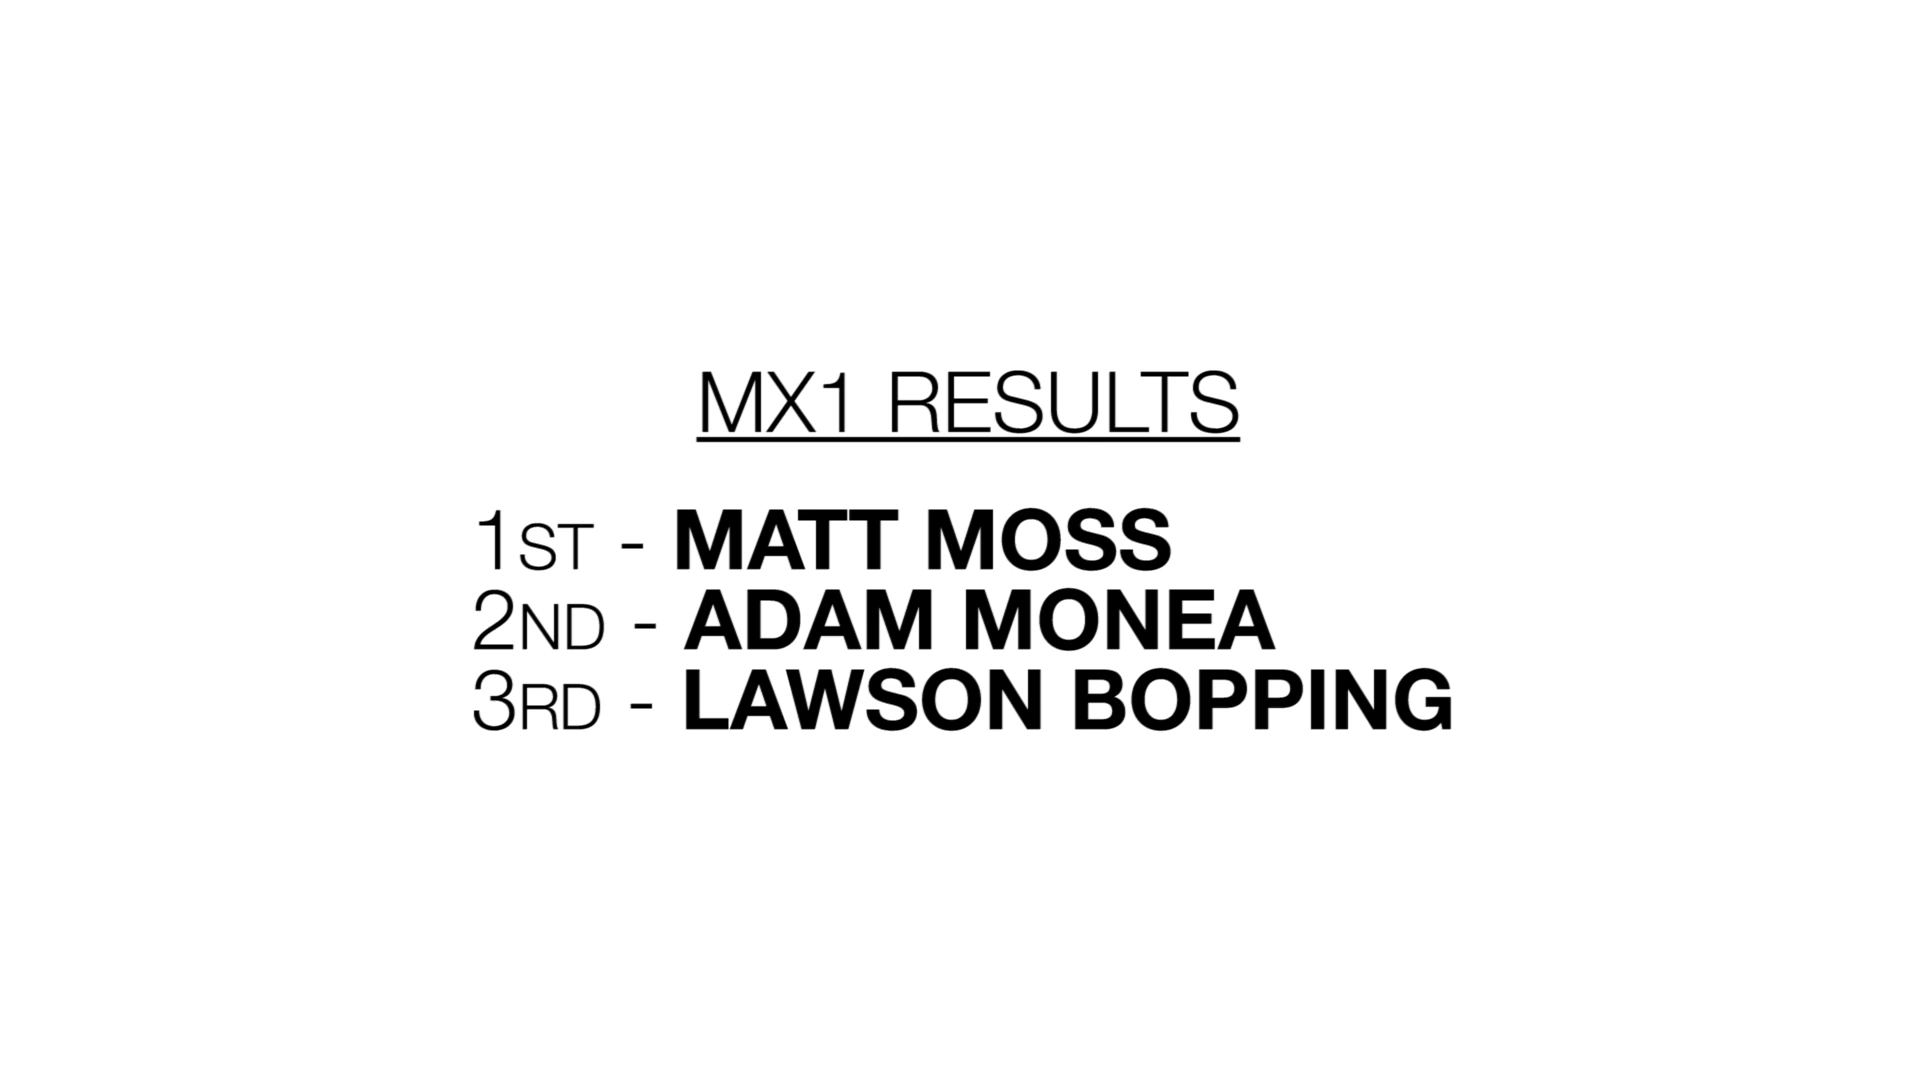 MX1 RESULTS
1ST - MATT MOSS
2ND - ADAM MONEA
3RD - LAWSON BOPPING